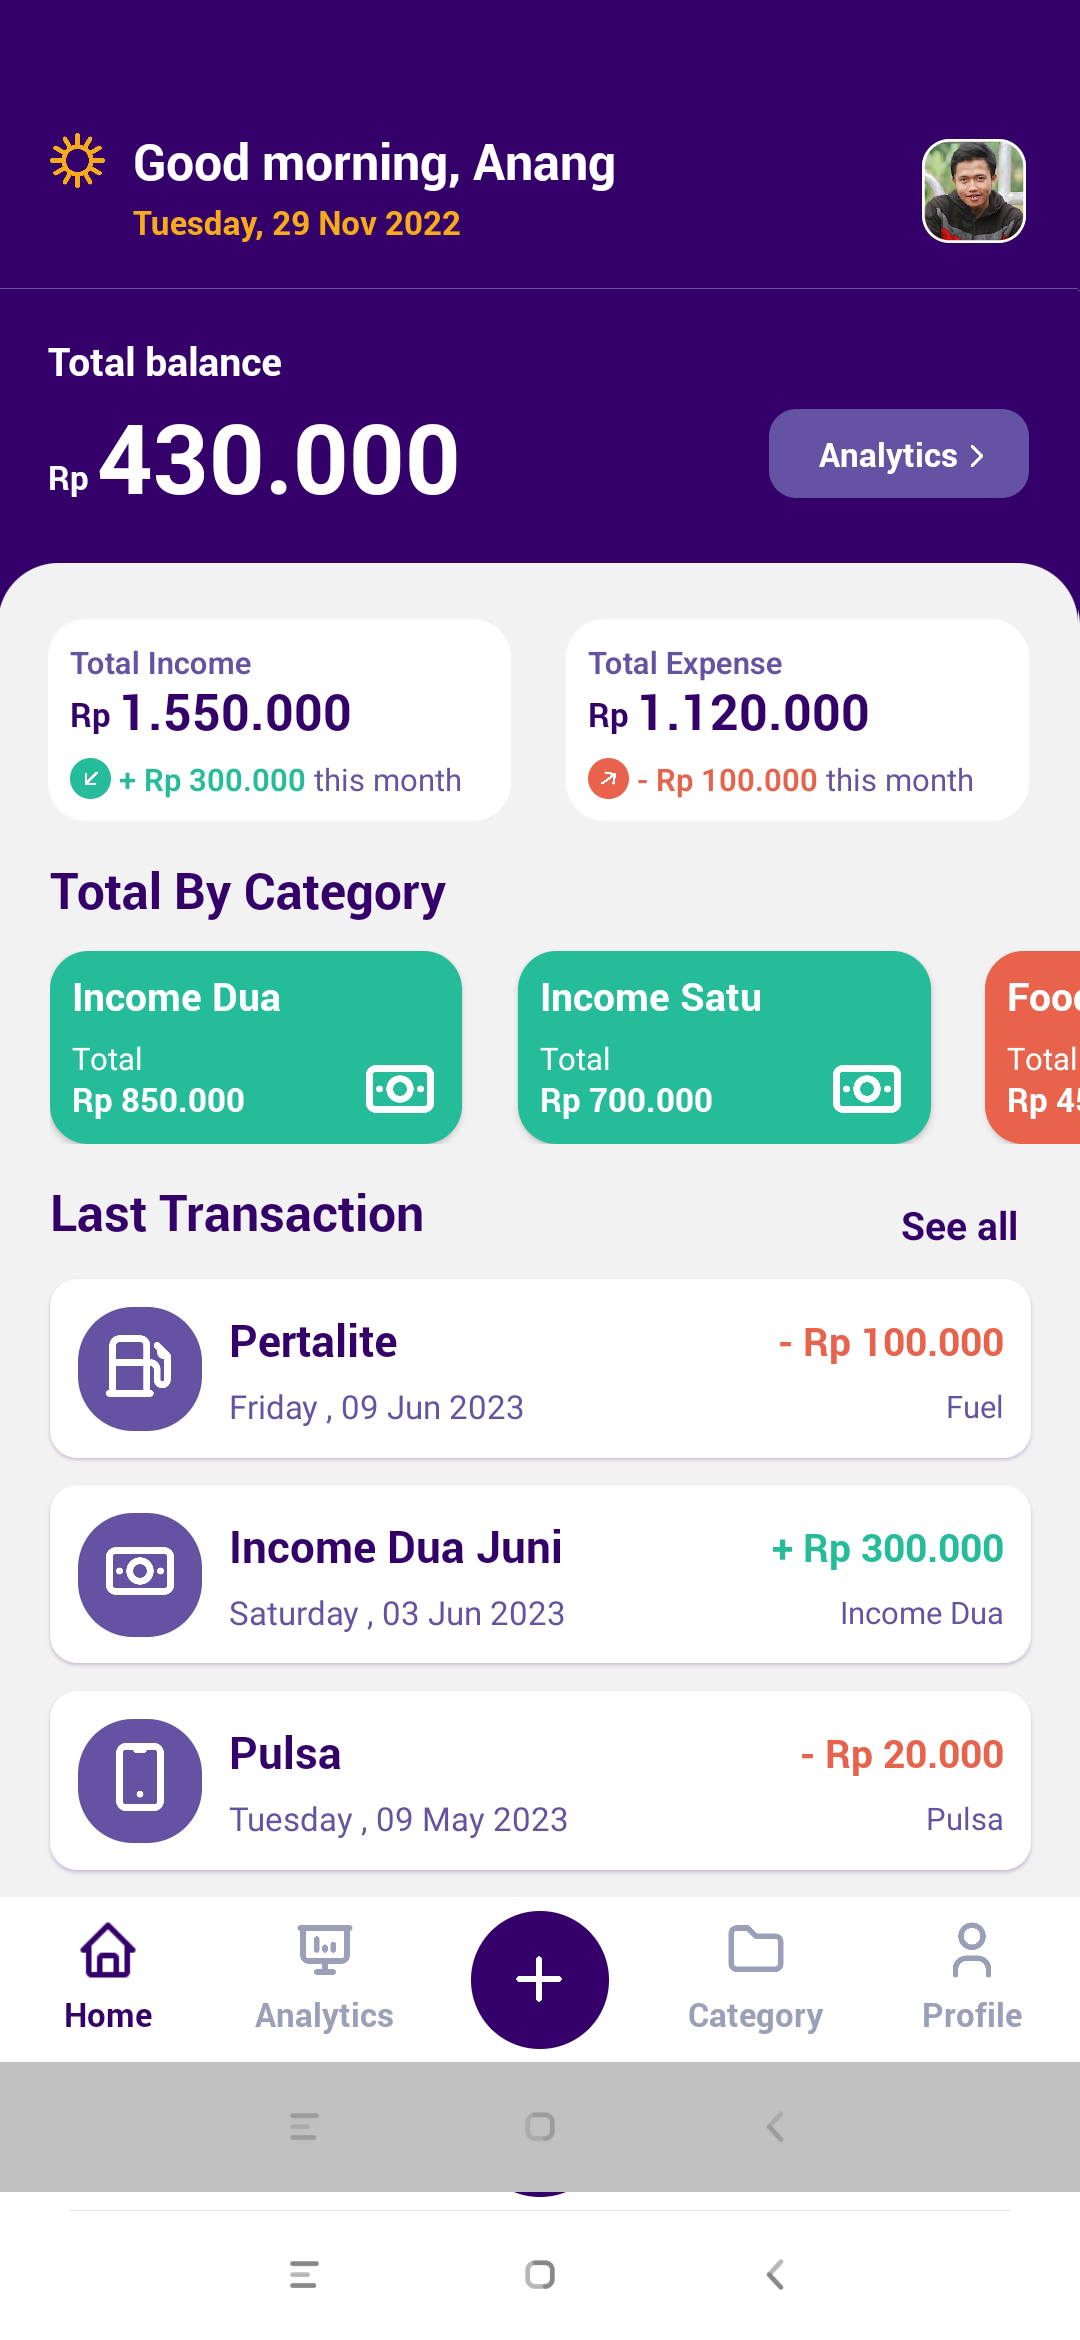 Good morning, Anang
Tuesday, 29 Nov 2022
Total balance
Rp 430.000
Analytics
Total Income
Rp 1.550.000
+ Rp 300.000 this month
Total Expense
Rp 1.120.000
- Rp 100.000 this month
Total By Category
Income Dua
Total
Rp 850.000
Income Satu
Total
Rp 700.000
Total
Rp
Last Transaction
See all
Pertalite
- Rp 100.000
Friday , 09 Jun 2023
Fuel
Income Dua Juni
+ Rp 300.000
Saturday , 03 Jun 2023
Income Dua
Pulsa
- Rp 20.000
Tuesday , 09 May 2023
Pulsa
Home
Analytics
Category
Profile